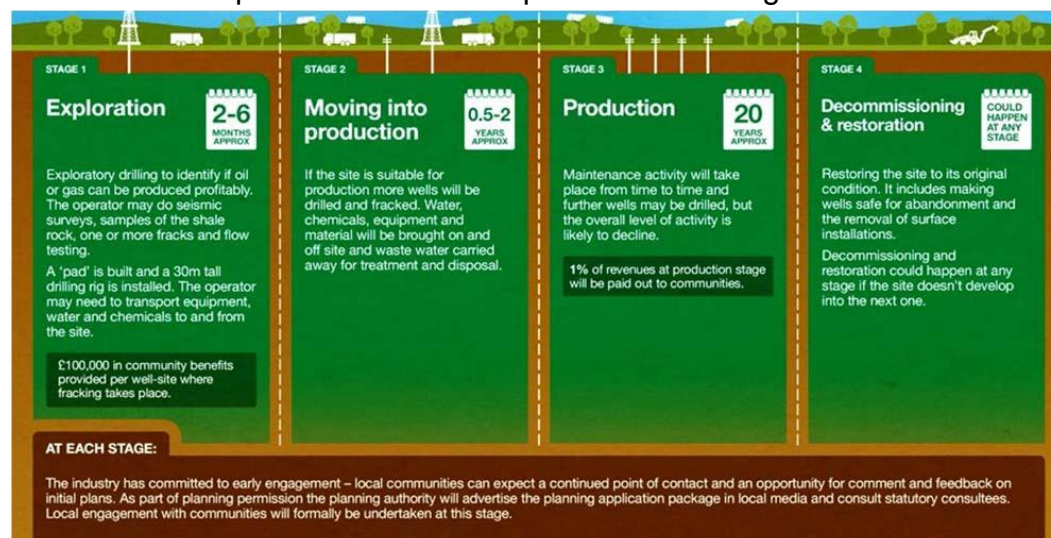 STAGE 1
Exploration
2-6
MONTHS
APPROX
Exploratory drilling to identify if oil
or gas can be produced profitably.
The operator may do seismic
surveys, samples of the shale
rock, one or more fracks and flow
testing.
A 'pad' is built and a 30m tall
drilling rig is installed. The operator
may need to transport equipment,
water and chemicals to and from
the site.
£100,000 in community benefits
provided per well-site where
fracking takes place.
STAGE 2
Moving into
production
0.5-2
YEARS
APPROX
If the site is suitable for
production more wells will be
drilled and fracked. Water,
chemicals, equipment and
material will be brought on and
off site and waste water carried
away for treatment and disposal.
STAGE 3
Production
20
YEARS
APPROX
Maintenance activity will take
place from time to time and
further wells may be drilled, but
the overall level of activity is
likely to decline.
1% of revenues at production stage
will be paid out to communities.
STAGE 4
Decommissioning
& restoration
COULD
HAPPEN
AT ANY
STAGE
Restoring the site to its original
condition. It includes making
wells safe for abandonment and
the removal of surface
installations.
Decommissioning and
restoration could happen at any
stage if the site doesn't develop
into the next one.
AT EACH STAGE:
The industry has committed to early engagement – local communities can expect a continued point of contact and an opportunity for comment and feedback on
initial plans. As part of planning permission the planning authority will advertise the planning application package in local media and consult statutory consultees.
Local engagement with communities will formally be undertaken at this stage.